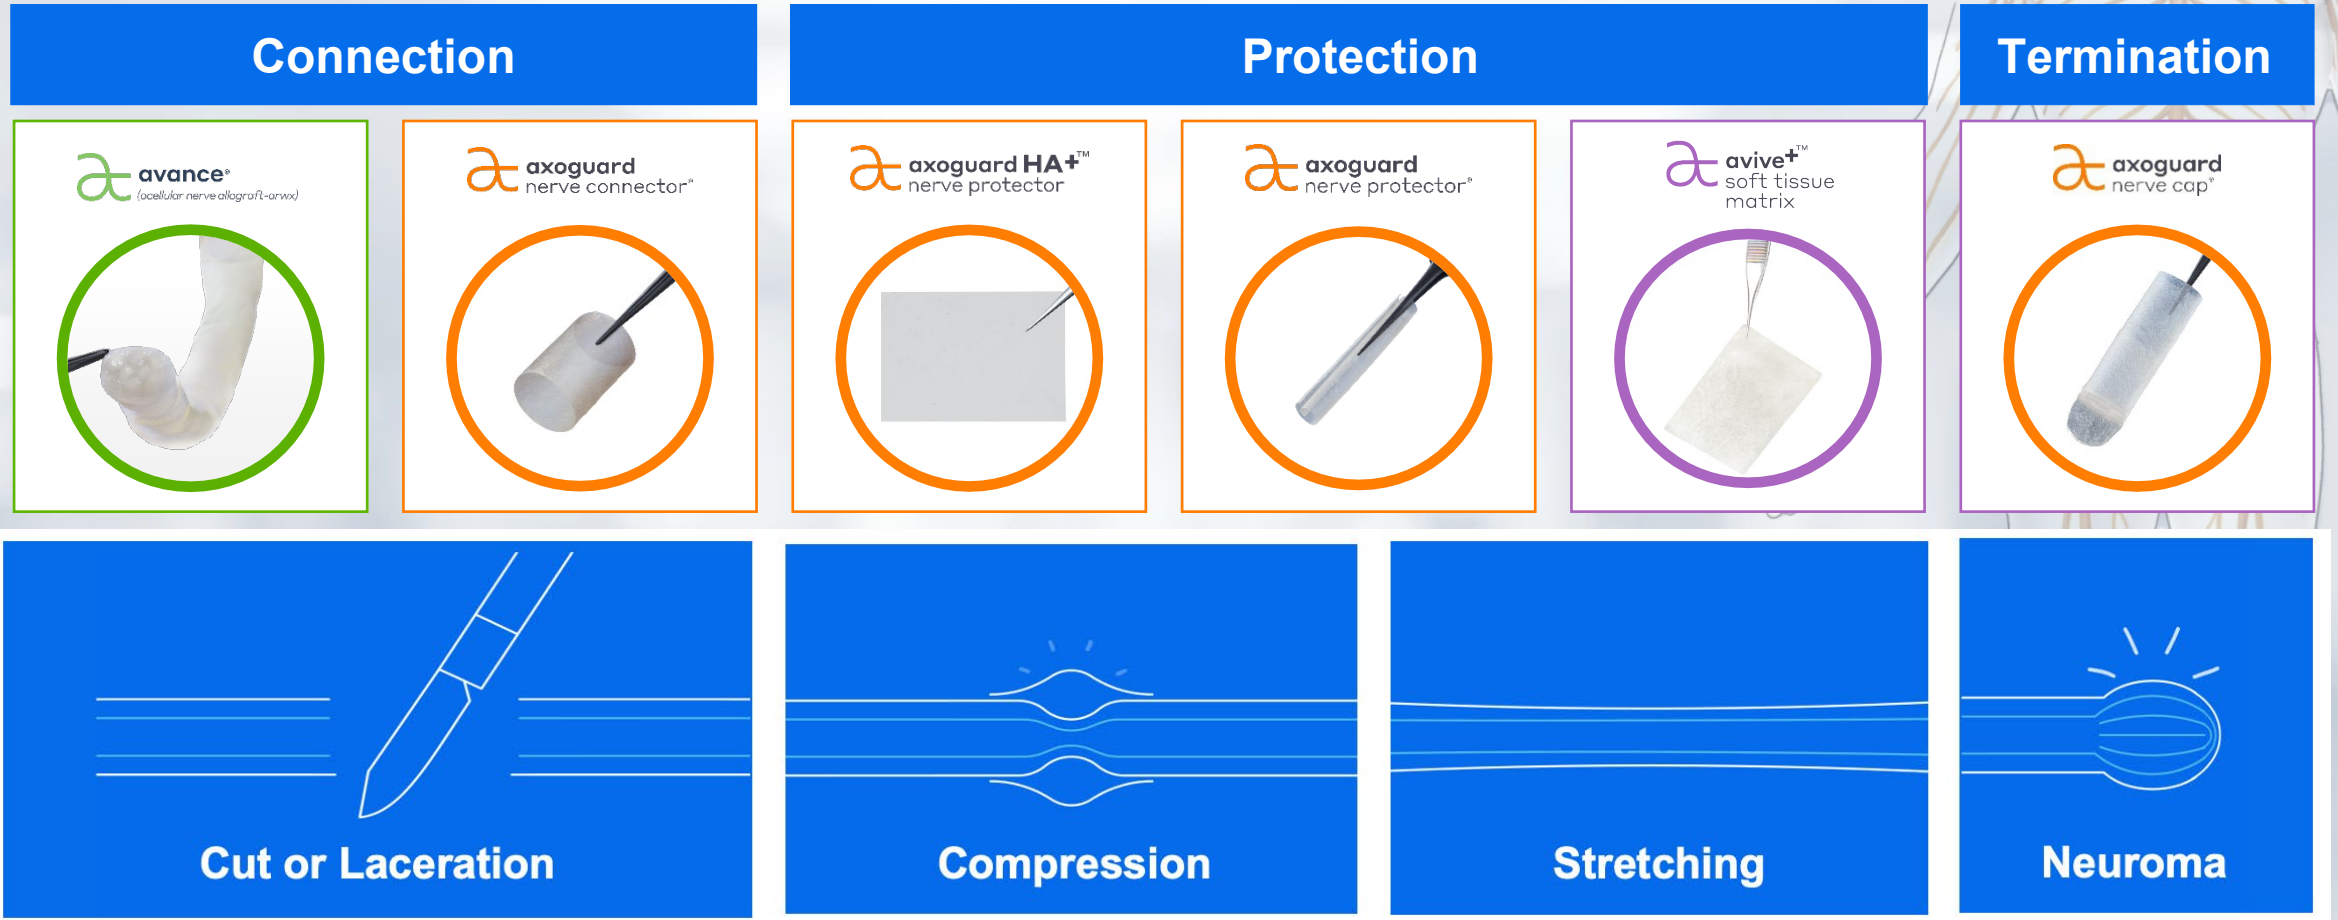 Connection
Protection
Termination
avance®
(acellular nerve allograft-arwx)
axoguard
nerve connector®
axoguard HA+™
nerve protector
axoguard
nerve protector®
avive+™
soft tissue
matrix
axoguard
nerve cap®
Cut or Laceration
Compression
Stretching
Neuroma